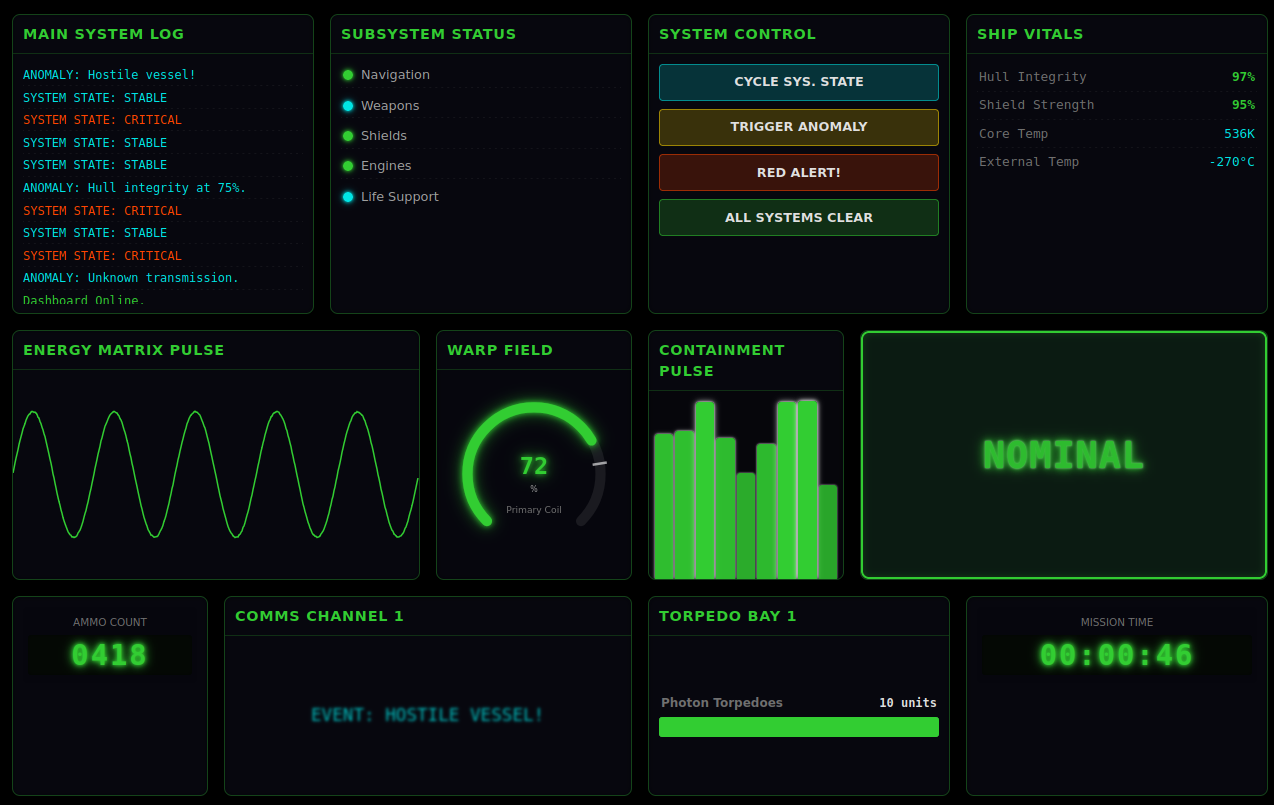 MAIN SYSTEM LOG
ANOMALY: Hostile vessel!
SYSTEM STATE: STABLE
SYSTEM STATE: CRITICAL
SYSTEM STATE: STABLE
SYSTEM STATE: STABLE
ANOMALY: Hull integrity at 75%.
SYSTEM STATE: CRITICAL
SYSTEM STATE: STABLE
SYSTEM STATE: CRITICAL
ANOMALY: Unknown transmission.
Dashboard Online.
SUBSYSTEM STATUS
Navigation
Weapons
Shields
Engines
Life Support
SYSTEM CONTROL
CYCLE SYS. STATE
TRIGGER ANOMALY
RED ALERT!
ALL SYSTEMS CLEAR
SHIP VITALS
Hull Integrity 97%
Shield Strength 95%
Core Temp 536K
External Temp -270°C
ENERGY MATRIX PULSE
WARP FIELD
72
%
Primary Coil
CONTAINMENT
PULSE
NOMINAL
AMMO COUNT
0418
COMMS CHANNEL 1
EVENT: HOSTILE VESSEL!
TORPEDO BAY 1
Photon Torpedoes 10 units
MISSION TIME
00:00:46